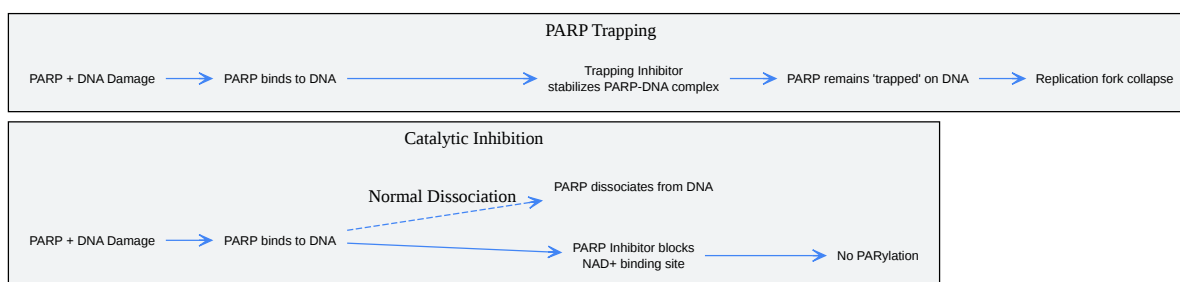 PARP Trapping
PARP + DNA Damage
PARP binds to DNA
Trapping Inhibitor
stabilizes PARP-DNA complex
PARP remains 'trapped' on DNA
Replication fork collapse
Catalytic Inhibition
Normal Dissociation
PARP dissociates from DNA
PARP + DNA Damage
PARP binds to DNA
PARP Inhibitor blocks
NAD+ binding site
No PARylation